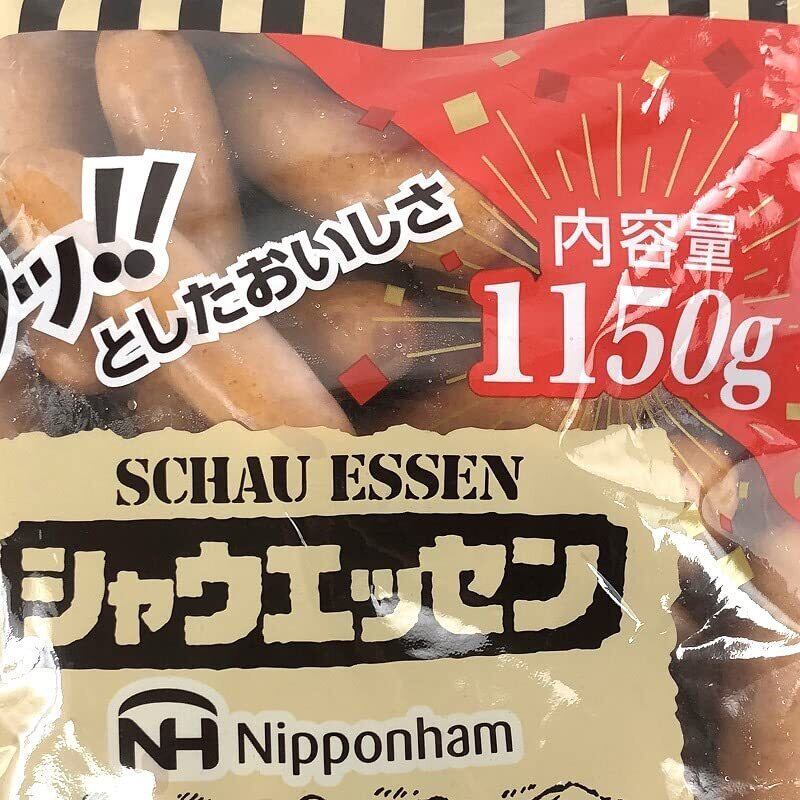 ッ!!
としたおいしさ
内容量
1150g
SCHAU ESSEN
シャウエッセン
NH Nipponham